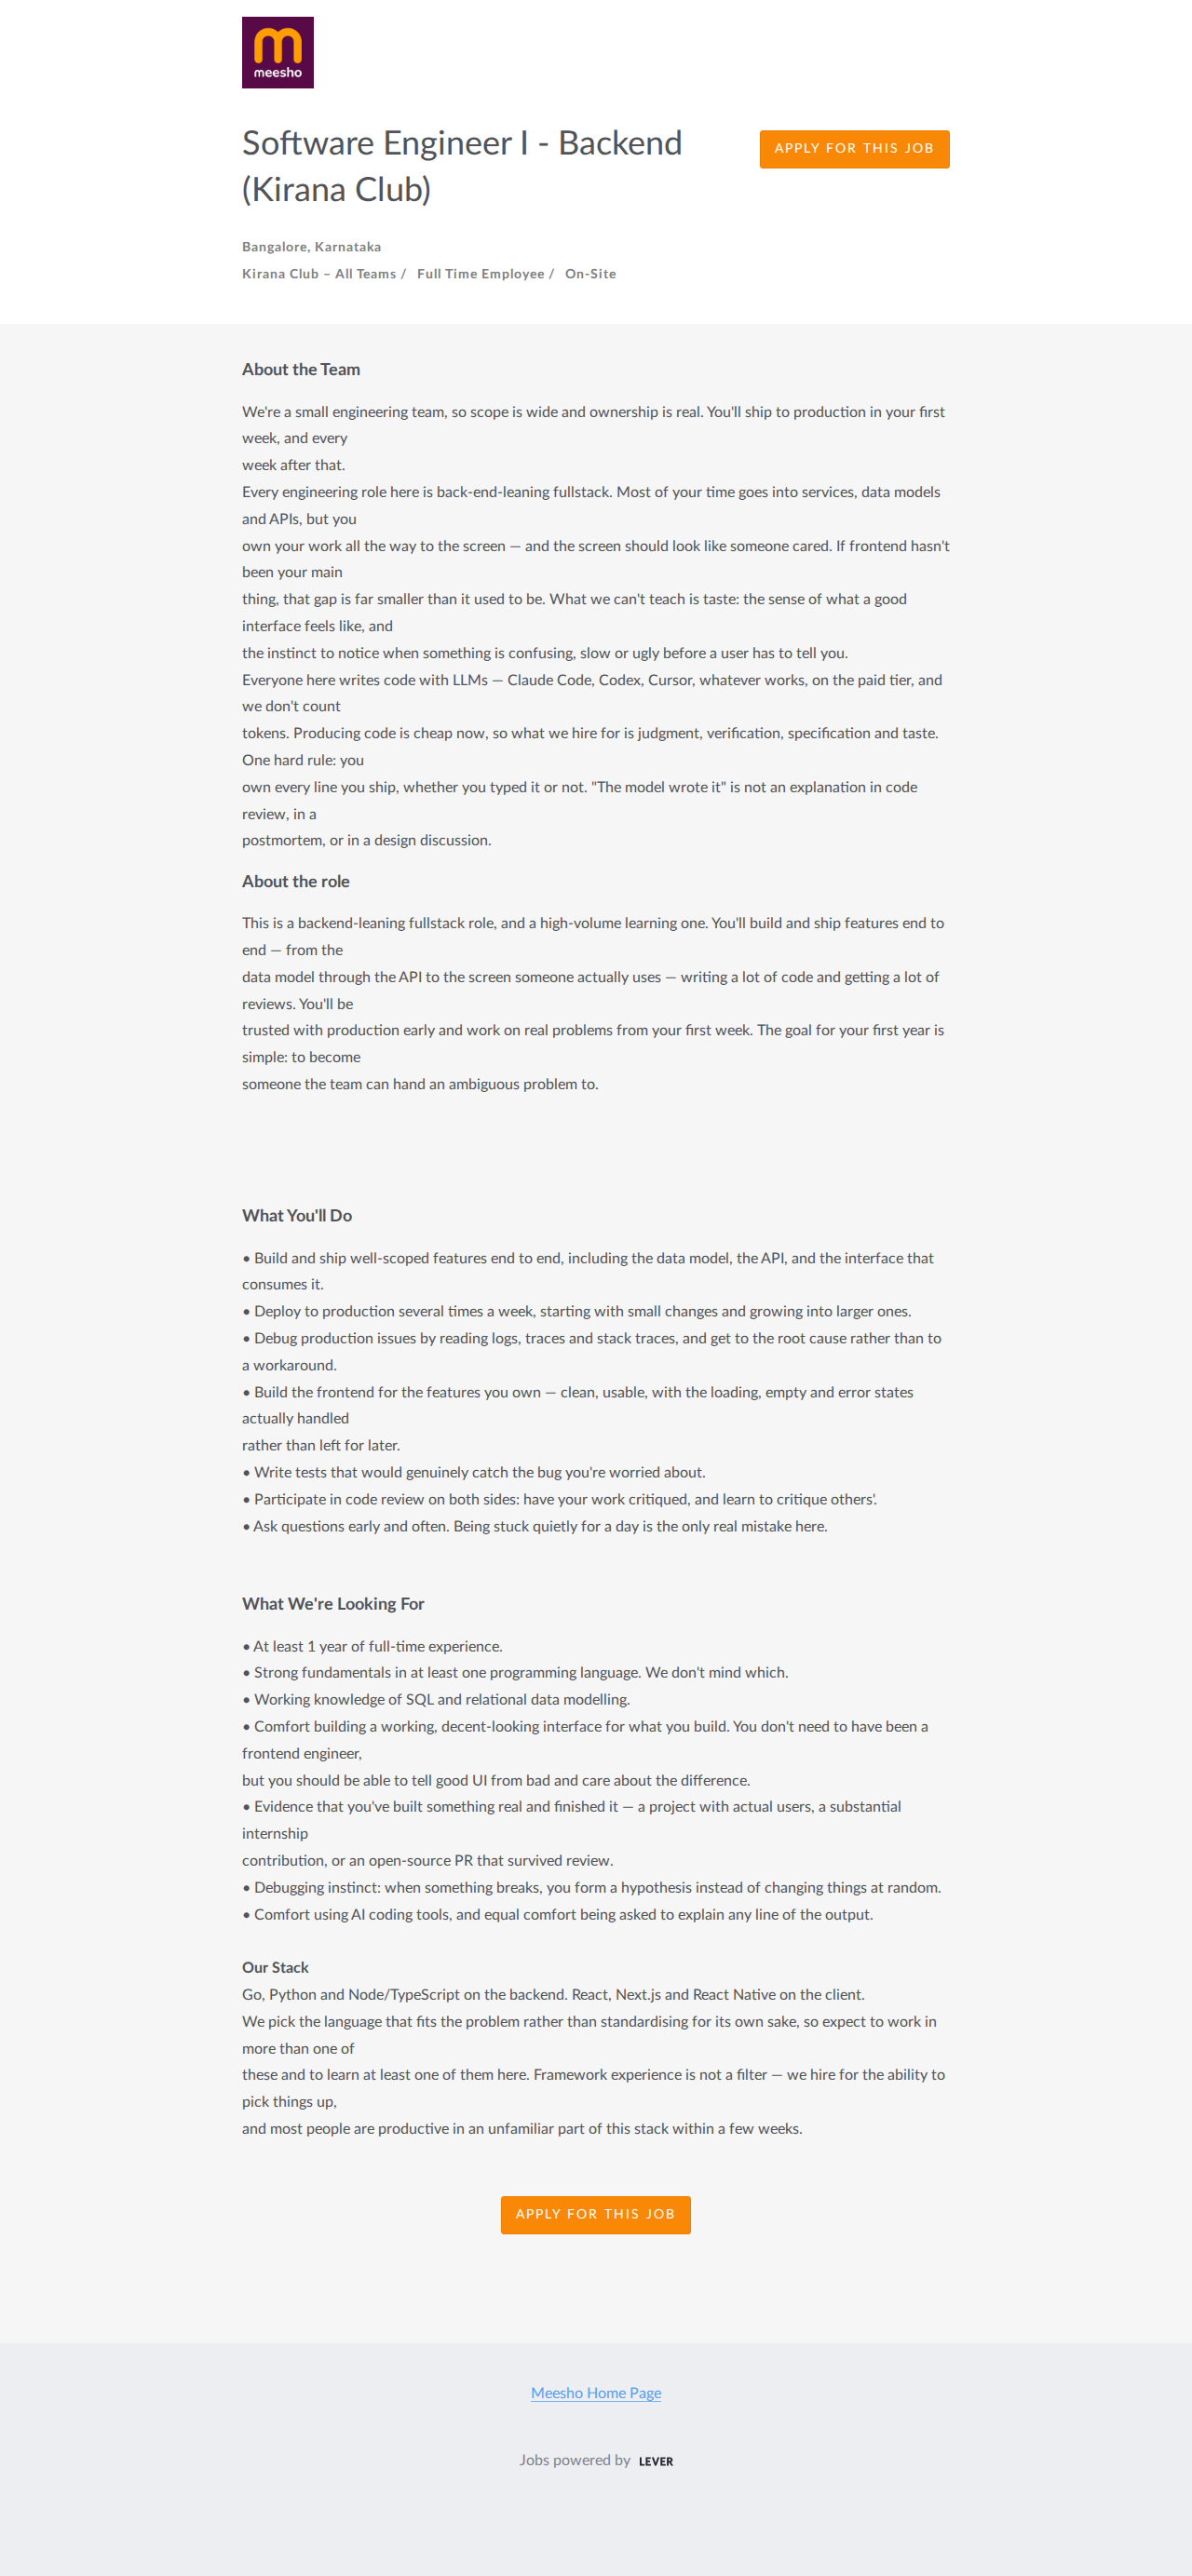 meesho
Software Engineer I - Backend
(Kirana Club)
APPLY FOR THIS JOB
Bangalore, Karnataka
Kirana Club – All Teams / Full Time Employee / On-Site
About the Team
We're a small engineering team, so scope is wide and ownership is real. You'll ship to production in your first
week, and every
week after that.
Every engineering role here is back-end-leaning fullstack. Most of your time goes into services, data models
and APIs, but you
own your work all the way to the screen — and the screen should look like someone cared. If frontend hasn't
been your main
thing, that gap is far smaller than it used to be. What we can't teach is taste: the sense of what a good
interface feels like, and
the instinct to notice when something is confusing, slow or ugly before a user has to tell you.
Everyone here writes code with LLMs — Claude Code, Codex, Cursor, whatever works, on the paid tier, and
we don't count
tokens. Producing code is cheap now, so what we hire for is judgment, verification, specification and taste.
One hard rule: you
own every line you ship, whether you typed it or not. "The model wrote it" is not an explanation in code
review, in a
postmortem, or in a design discussion.
About the role
This is a backend-leaning fullstack role, and a high-volume learning one. You'll build and ship features end to
end — from the
data model through the API to the screen someone actually uses — writing a lot of code and getting a lot of
reviews. You'll be
trusted with production early and work on real problems from your first week. The goal for your first year is
simple: to become
someone the team can hand an ambiguous problem to.
What You'll Do
• Build and ship well-scoped features end to end, including the data model, the API, and the interface that
consumes it.
• Deploy to production several times a week, starting with small changes and growing into larger ones.
• Debug production issues by reading logs, traces and stack traces, and get to the root cause rather than to
a workaround.
• Build the frontend for the features you own — clean, usable, with the loading, empty and error states
actually handled
rather than left for later.
• Write tests that would genuinely catch the bug you're worried about.
• Participate in code review on both sides: have your work critiqued, and learn to critique others'.
• Ask questions early and often. Being stuck quietly for a day is the only real mistake here.
What We're Looking For
• At least 1 year of full-time experience.
• Strong fundamentals in at least one programming language. We don't mind which.
• Working knowledge of SQL and relational data modelling.
• Comfort building a working, decent-looking interface for what you build. You don't need to have been a
frontend engineer,
but you should be able to tell good UI from bad and care about the difference.
• Evidence that you've built something real and finished it — a project with actual users, a substantial
internship
contribution, or an open-source PR that survived review.
• Debugging instinct: when something breaks, you form a hypothesis instead of changing things at random.
• Comfort using AI coding tools, and equal comfort being asked to explain any line of the output.
Our Stack
Go, Python and Node/TypeScript on the backend. React, Next.js and React Native on the client.
We pick the language that fits the problem rather than standardising for its own sake, so expect to work in
more than one of
these and to learn at least one of them here. Framework experience is not a filter — we hire for the ability to
pick things up,
and most people are productive in an unfamiliar part of this stack within a few weeks.
APPLY FOR THIS JOB
Meesho Home Page
Jobs powered by LEVER